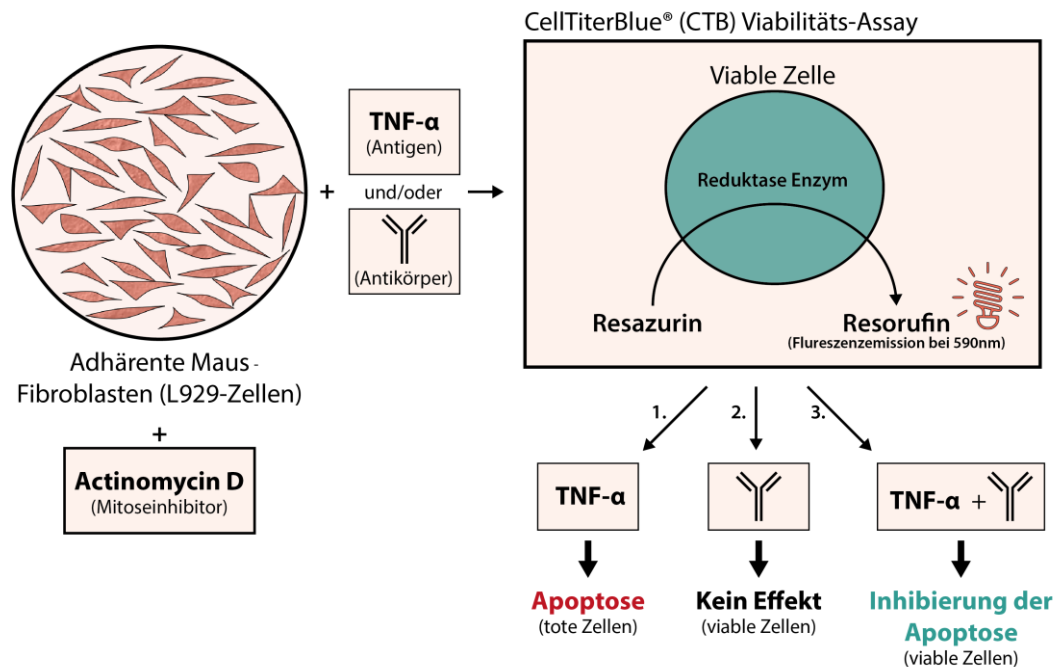 CellTiterBlue® (CTB) Viabilitäts-Assay
Viable Zelle
Reduktase Enzym
Resazurin
Resorufin
(Flureszenzemission bei 590nm)
+
TNF-α
(Antigen)
und/oder
(Antikörper)
Adhärente Maus -
Fibroblasten (L929-Zellen)
+
Actinomycin D
(Mitoseinhibitor)
1.
2.
3.
TNF-α
TNF-α +
Apoptose
(tote Zellen)
Kein Effekt
(viable Zellen)
Inhibierung der
Apoptose
(viable Zellen)